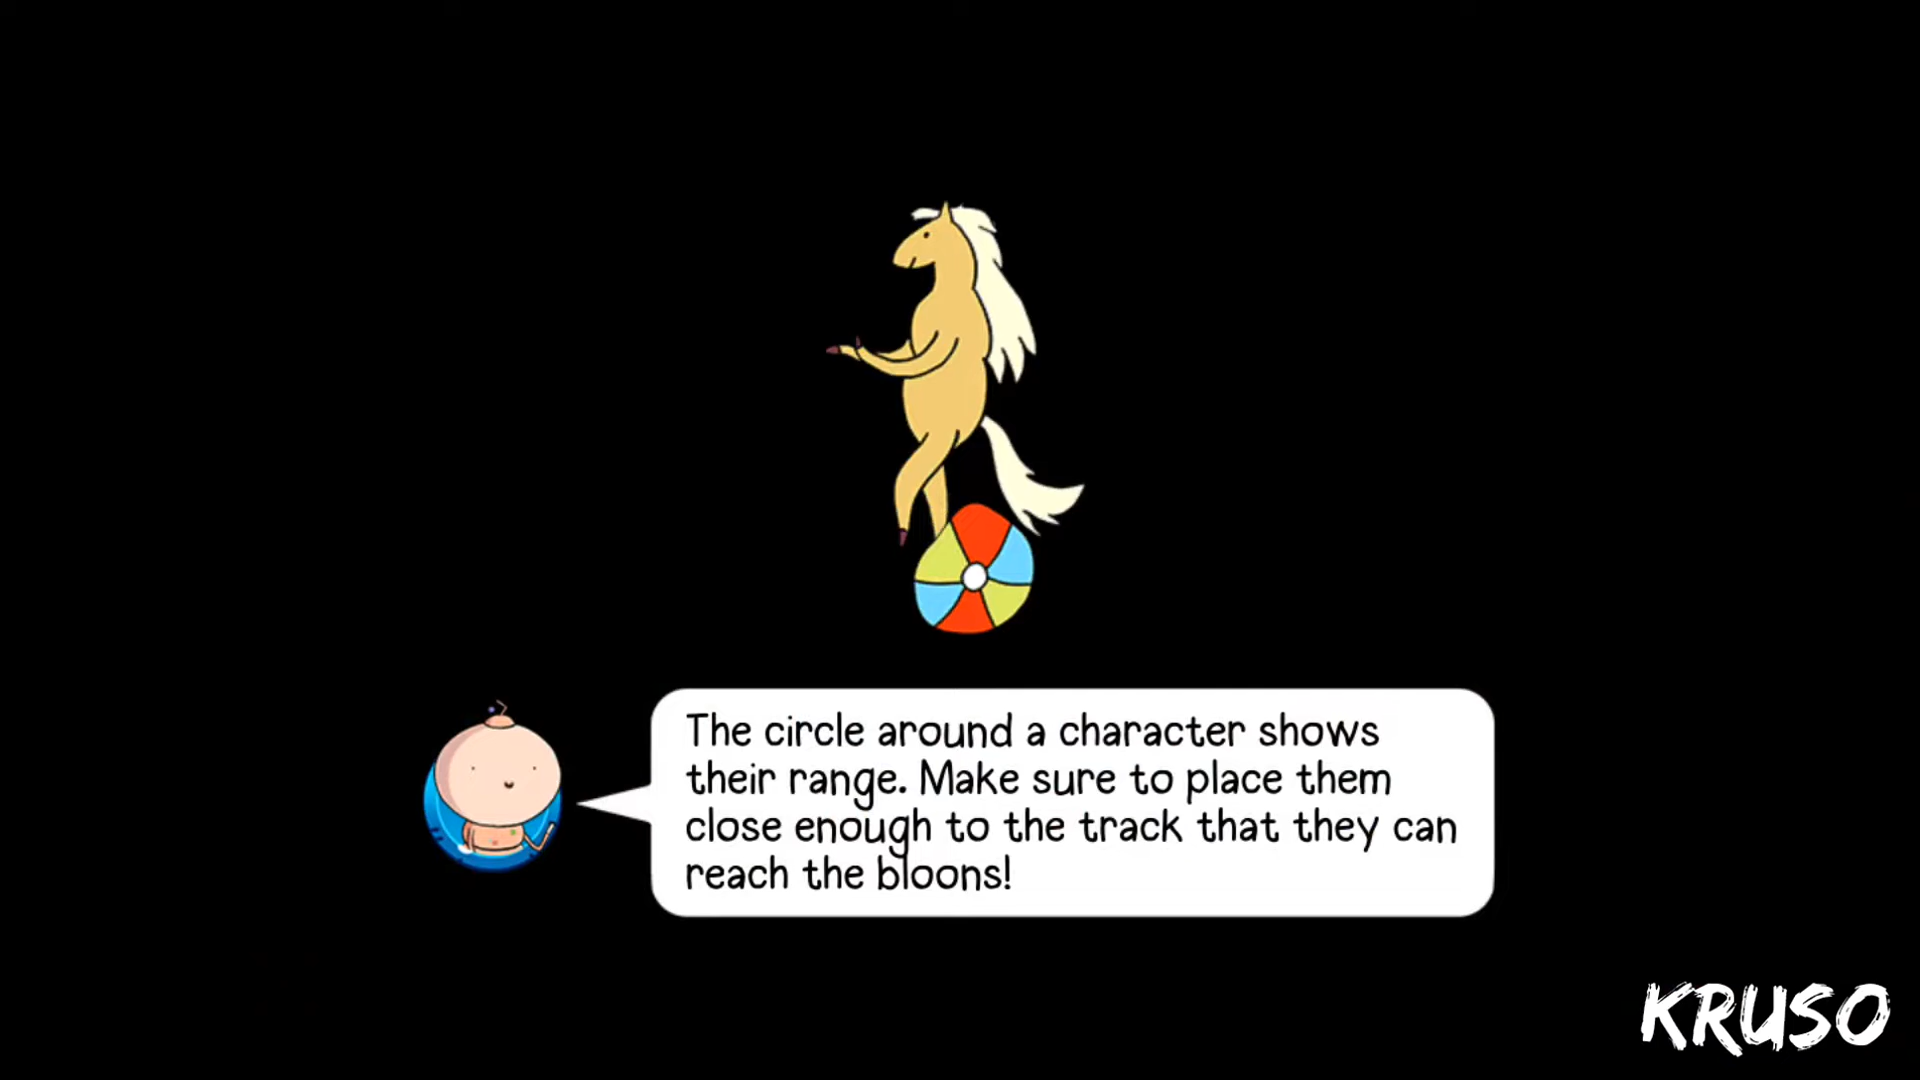 The circle around a character shows
their range. Make sure to place them
close enough to the track that they can
reach the bloons!
KRUSO